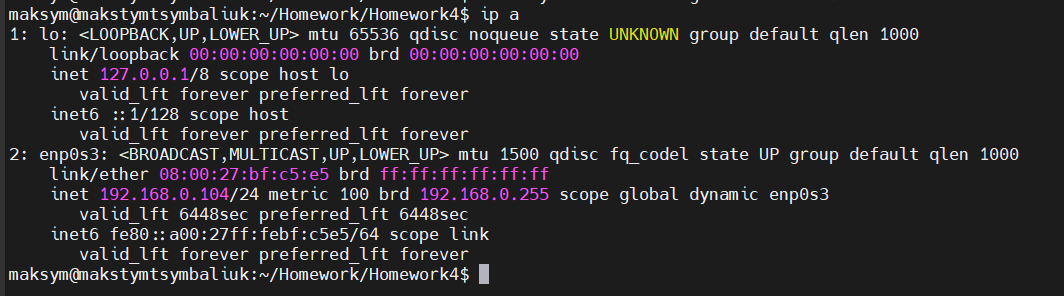 maksym@makstymtsymbaliuk:~/Homework/Homework4$ ip a
1: lo: <LOOPBACK,UP,LOWER_UP> mtu 65536 qdisc noqueue state UNKNOWN group default qlen 1000
    link/loopback 00:00:00:00:00:00 brd 00:00:00:00:00:00
    inet 127.0.0.1/8 scope host lo
       valid_lft forever preferred_lft forever
    inet6 ::1/128 scope host
       valid_lft forever preferred_lft forever
2: enp0s3: <BROADCAST,MULTICAST,UP,LOWER_UP> mtu 1500 qdisc fq_codel state UP group default qlen 1000
    link/ether 08:00:27:bf:c5:e5 brd ff:ff:ff:ff:ff:ff
    inet 192.168.0.104/24 metric 100 brd 192.168.0.255 scope global dynamic enp0s3
       valid_lft 6448sec preferred_lft 6448sec
    inet6 fe80::a00:27ff:febf:c5e5/64 scope link
       valid_lft forever preferred_lft forever
maksym@makstymtsymbaliuk:~/Homework/Homework4$